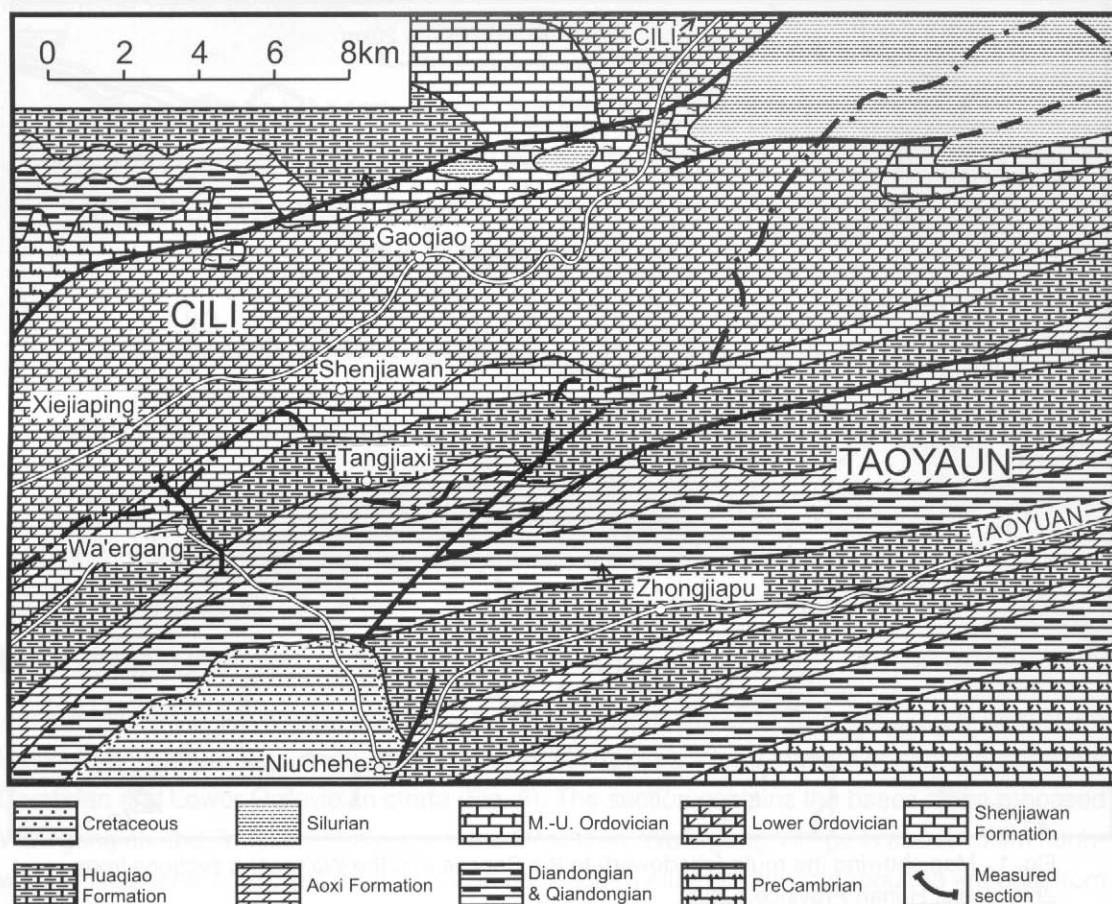 0 2 4 6 8km
CILI
Gaoqiao
CILI
Shenjiawan
Xiejiaping
Tangjiaxi
TAOYAUN
Wa'ergang
TAOYUAN
Zhongjiapu
Niuchehe
Cretaceous
Silurian
M.-U. Ordovician
Lower Ordovician
Shenjiawan
Formation
Huaqiao
Formation
Aoxi Formation
Diandongian
& Qiandongian
PreCambrian
Measured
section